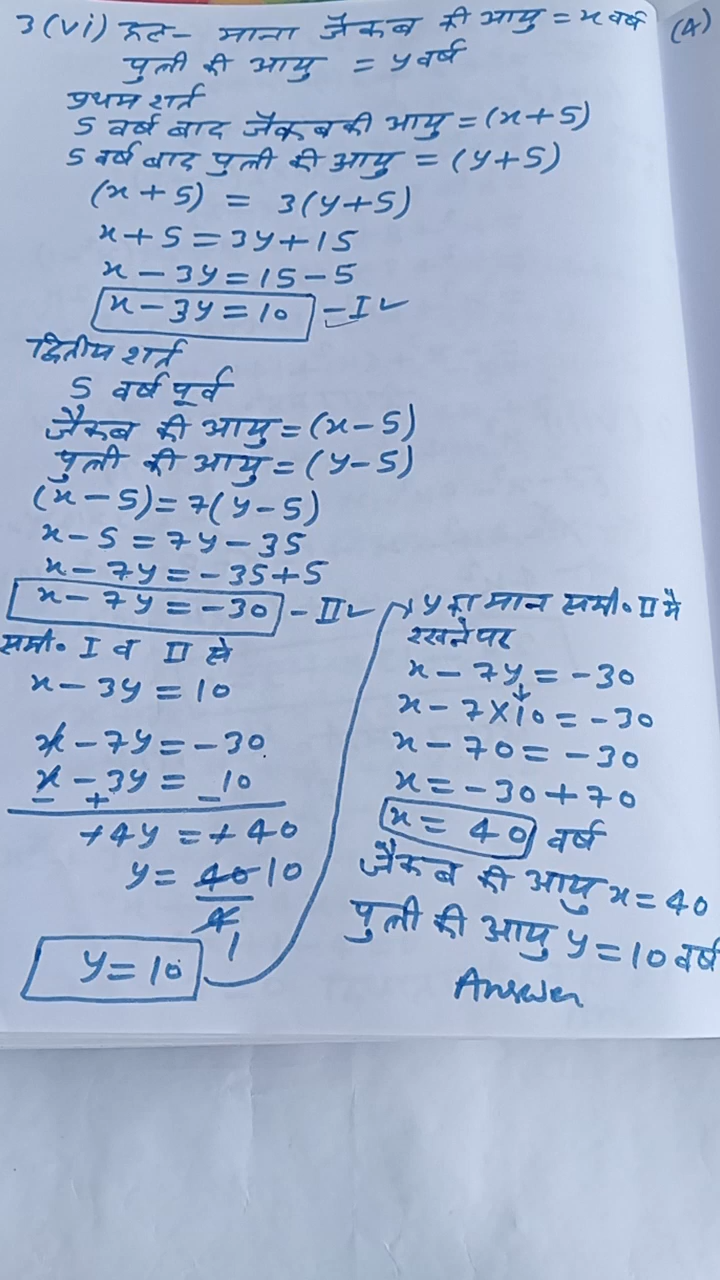 3(vi) हल- माना जैकब की आयु = x वर्ष (4)
पुत्री की आयु = y वर्ष
प्रथम शर्त
5 वर्ष बाद जैकब की आयु = (x+5)
5 वर्ष बाद पुत्री की आयु = (y+5)
(x+5) = 3(y+5)
x+5 = 3y+15
x-3y = 15-5
x-3y = 10 -I
द्वितीय शर्त
5 वर्ष पूर्व
जैकब की आयु = (x-5)
पुत्री की आयु = (y-5)
(x-5) = 7(y-5)
x-5 = 7y-35
x-7y = -35+5
x-7y = -30 -II
समी॰ I व II से
x-3y = 10
x-7y = -30
x-3y = 10
- + -
+4y = +40
y = 40 10
4
1
y = 10
y का मान समी॰ II मे
रखने पर
x-7y = -30
x-7×10 = -30
x-70 = -30
x = -30+70
x = 40 वर्ष
जैकब की आयु x = 40
पुत्री की आयु y = 10 वर्ष
Answer